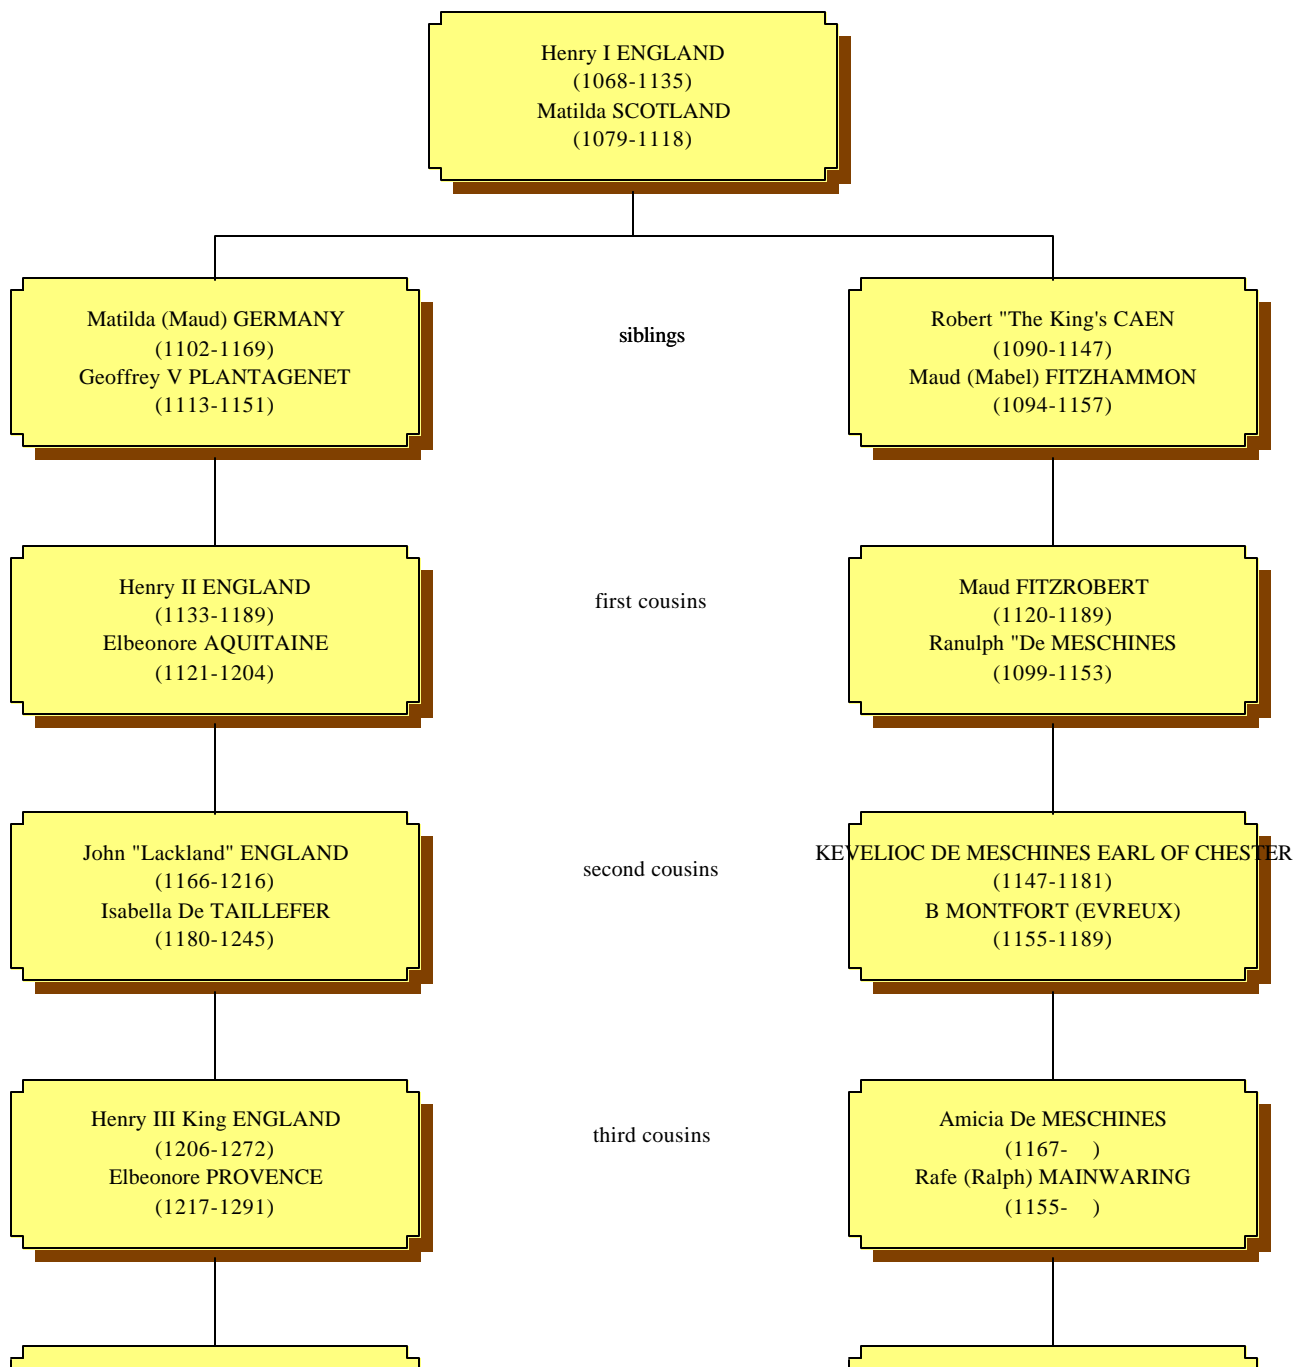 Henry I ENGLAND
(1068-1135)
Matilda SCOTLAND
(1079-1118)
Matilda (Maud) GERMANY
(1102-1169)
Geoffrey V PLANTAGENET
(1113-1151)
siblings
Robert "The King's CAEN
(1090-1147)
Maud (Mabel) FITZHAMMON
(1094-1157)
Henry II ENGLAND
(1133-1189)
Elbeonore AQUITAINE
(1121-1204)
first cousins
Maud FITZROBERT
(1120-1189)
Ranulph "De MESCHINES
(1099-1153)
John "Lackland" ENGLAND
(1166-1216)
Isabella De TAILLEFER
(1180-1245)
second cousins
KEVELIOC DE MESCHINES EARL OF CHESTER
(1147-1181)
B MONTFORT (EVREUX)
(1155-1189)
Henry III King ENGLAND
(1206-1272)
Elbeonore PROVENCE
(1217-1291)
third cousins
Amicia De MESCHINES
(1167-   )
Rafe (Ralph) MAINWARING
(1155-   )